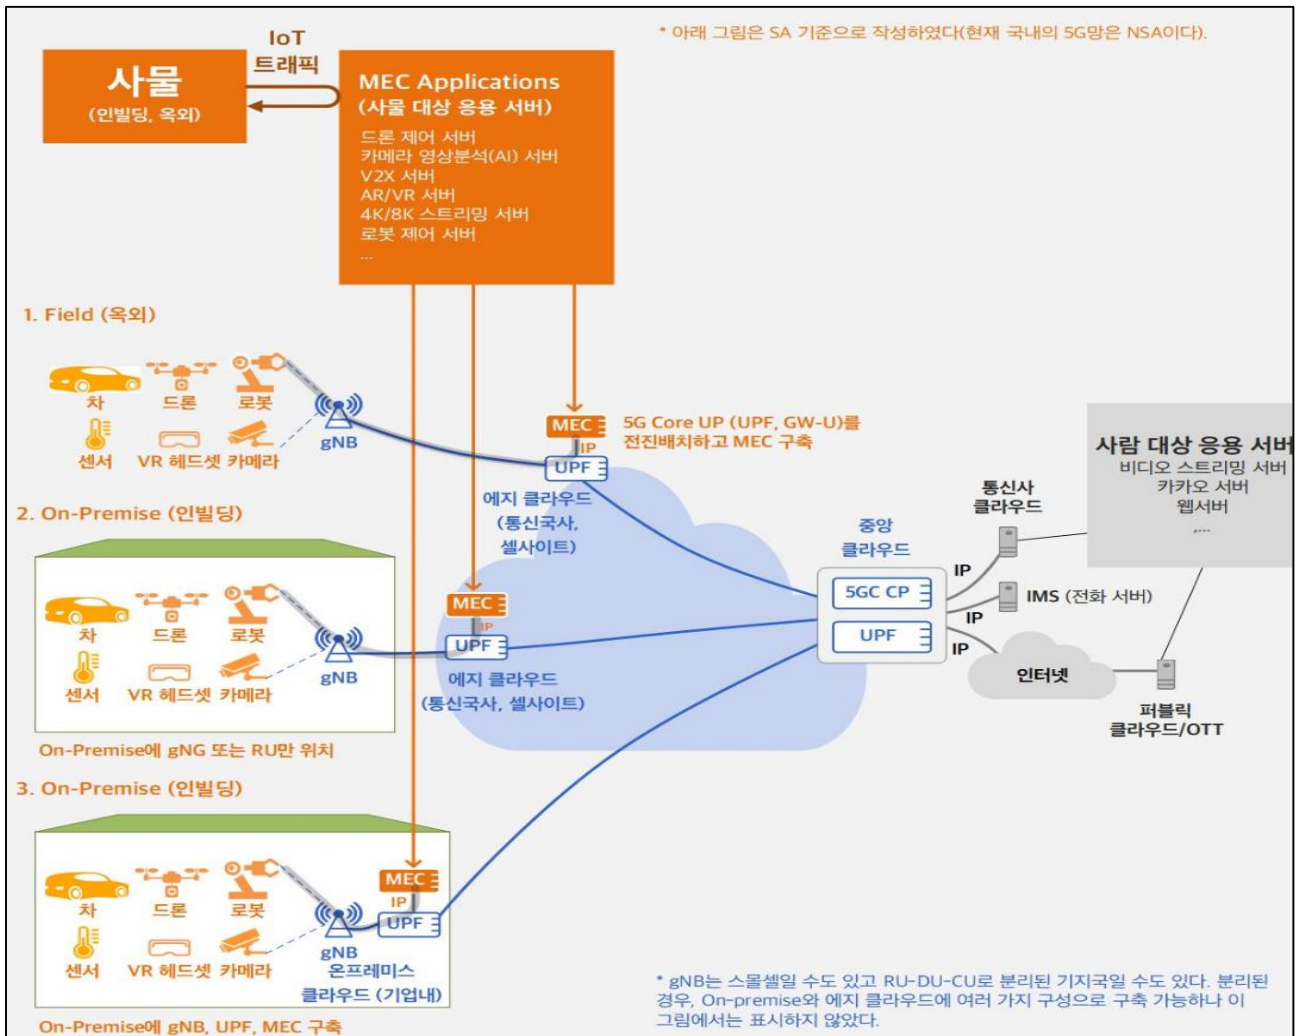 * 아래 그림은 SA 기준으로 작성하였다(현재 국내의 5G망은 NSA이다).
사물
(인빌딩, 옥외)
IoT
트래픽
MEC Applications
(사물 대상 응용 서버)
드론 제어 서버
카메라 영상분석(AI) 서버
V2X 서버
AR/VR 서버
4K/8K 스트리밍 서버
로봇 제어 서버
...
1. Field (옥외)
차
드론
로봇
센서
VR 헤드셋
카메라
gNB
MEC
IP
UPF
5G Core UP (UPF, GW-U)를
전진배치하고 MEC 구축
에지 클라우드
(통신국사,
셀사이트)
2. On-Premise (인빌딩)
차
드론
로봇
센서
VR 헤드셋
카메라
gNB
MEC
IP
UPF
에지 클라우드
(통신국사, 셀사이트)
On-Premise에 gNG 또는 RU만 위치
3. On-Premise (인빌딩)
차
드론
로봇
센서
VR 헤드셋
카메라
gNB
MEC
IP
UPF
온프레미스
클라우드 (기업내)
On-Premise에 gNB, UPF, MEC 구축
중앙
클라우드
5GC CP
UPF
IP
IP
IP
통신사
클라우드
IMS (전화 서버)
인터넷
퍼블릭
클라우드/OTT
사람 대상 응용 서버
비디오 스트리밍 서버
카카오 서버
웹서버
,...
* gNB는 스몰셀일 수도 있고 RU-DU-CU로 분리된 기지국일 수도 있다. 분리된
경우, On-premise와 에지 클라우드에 여러 가지 구성으로 구축 가능하나 이
그림에서는 표시하지 않았다.